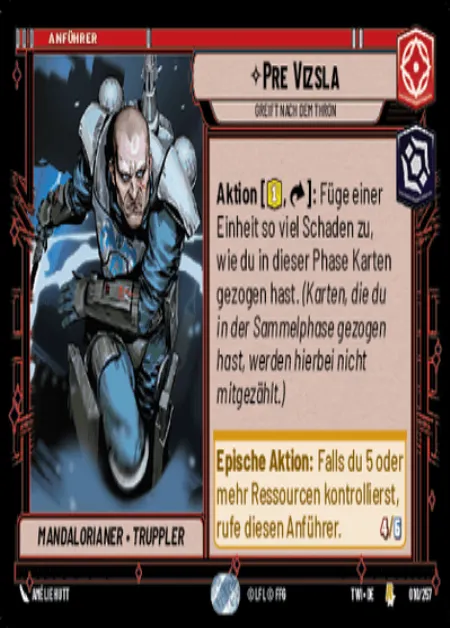 ANFÜHRER
PRE VIZSLA
GREIFT NACH DEM THRON
Aktion [1, ]: Füge einer
Einheit so viel Schaden zu,
wie du in dieser Phase Karten
gezogen hast. (Karten, die du
in der Sammelphase gezogen
hast, werden hierbei nicht
mitgezählt.)
Epische Aktion: Falls du 5 oder
mehr Ressourcen kontrollierst,
rufe diesen Anführer.
4/6
MANDALORIANER • TRUPPLER
AMÉLIE HUTT
© LFL © FFG
TWI • DE
010/257